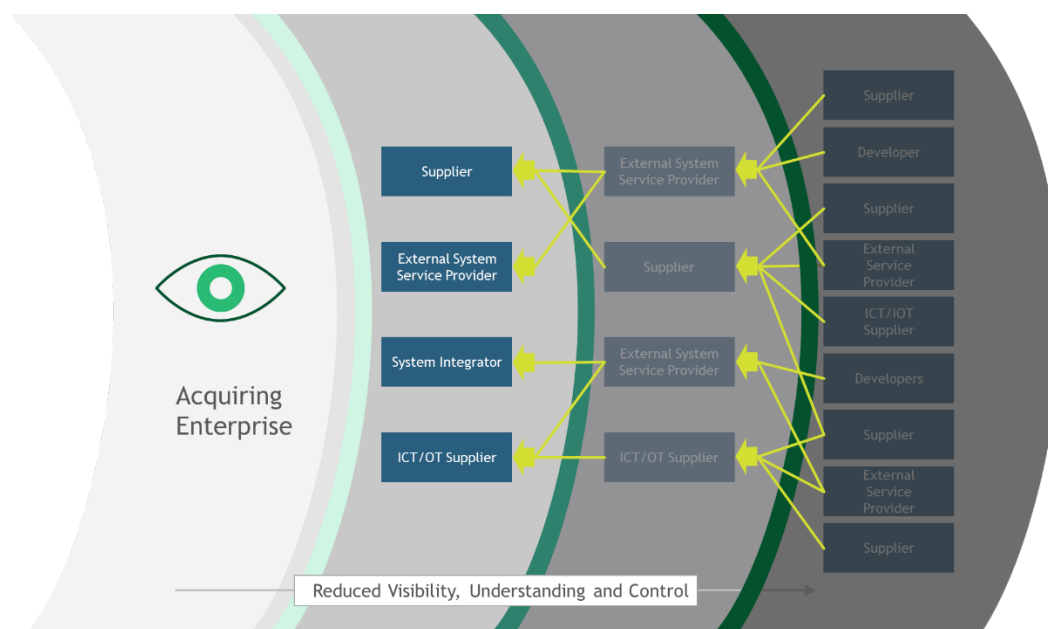 Acquiring
Enterprise
Supplier
External System
Service Provider
System Integrator
ICT/OT Supplier
External System
Service Provider
Supplier
External System
Service Provider
ICT/OT Supplier
Supplier
Developer
Supplier
External
Service
Provider
ICT/IOT
Supplier
Developers
Supplier
External
Service
Provider
Supplier
Reduced Visibility, Understanding and Control